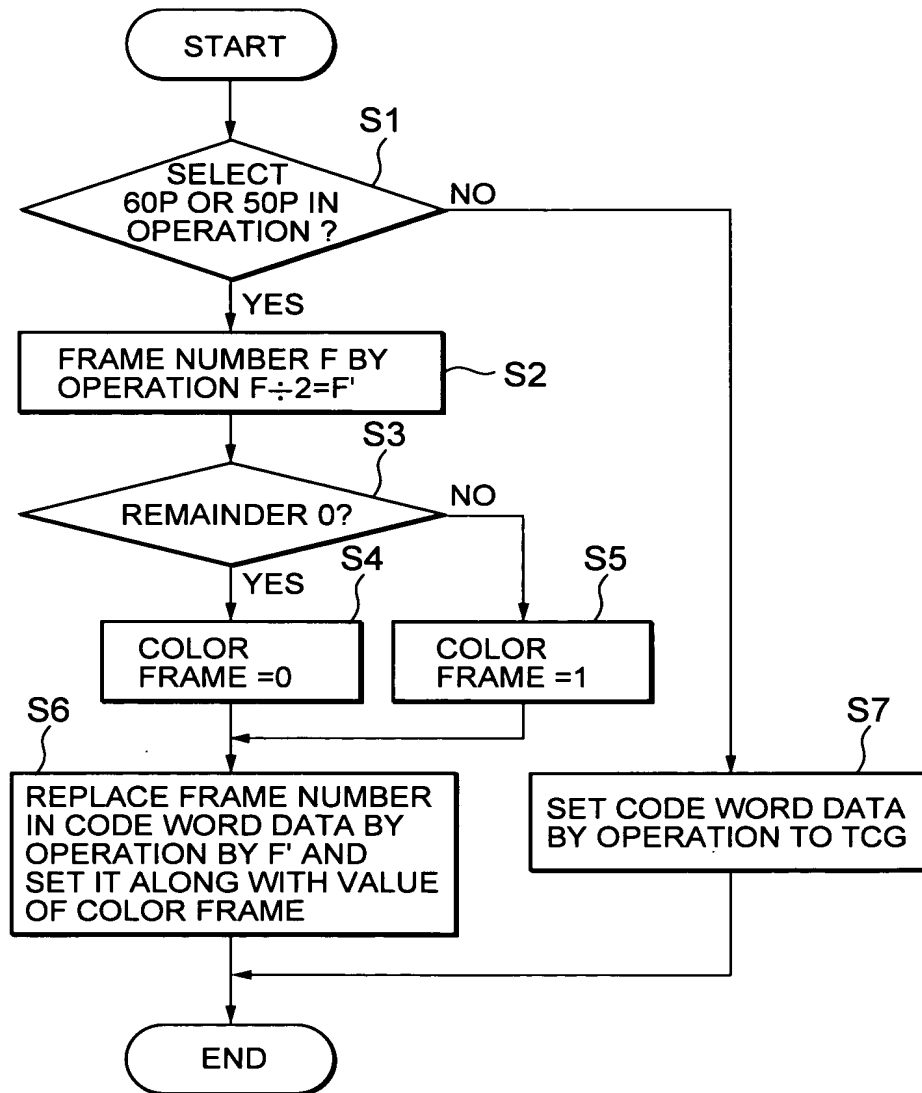 START
S1
SELECT
60P OR 50P IN
OPERATION ?
NO
YES
FRAME NUMBER F BY
OPERATION F÷2=F'
S2
S3
REMAINDER 0?
NO
YES
S4
S5
COLOR
FRAME =0
COLOR
FRAME =1
S6
S7
REPLACE FRAME NUMBER
IN CODE WORD DATA BY
OPERATION BY F' AND
SET IT ALONG WITH VALUE
OF COLOR FRAME
SET CODE WORD DATA
BY OPERATION TO TCG
END